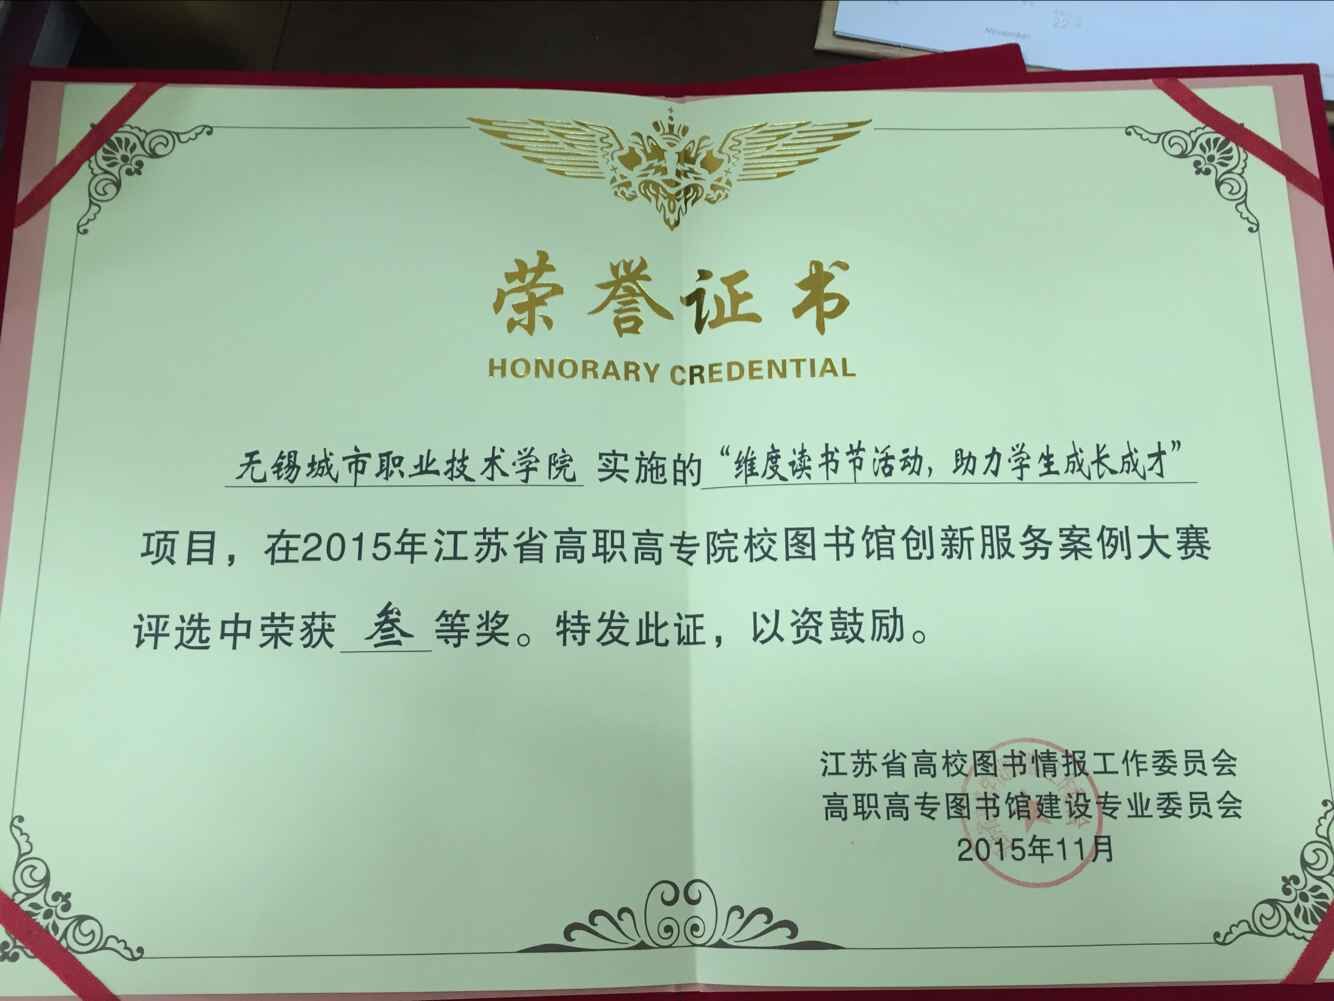 November
荣誉证书
HONORARY CREDENTIAL
无锡城市职业技术学院 实施的“维度读书节活动，助力学生成长成才”
项目，在2015年江苏省高职高专院校图书馆创新服务案例大赛
评选中荣获 叁 等奖。特发此证，以资鼓励。
江苏省高校图书情报工作委员会
高职高专图书馆建设专业委员会
2015年11月